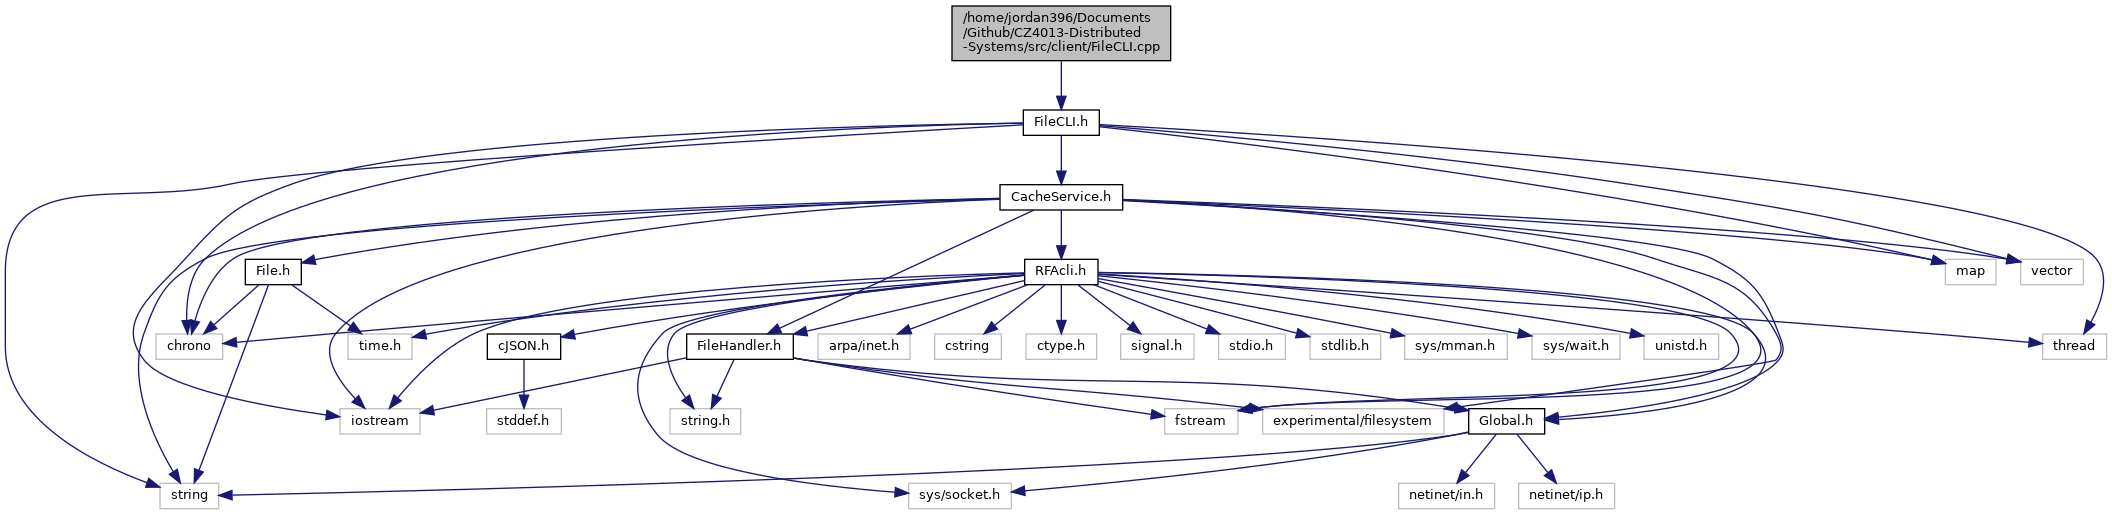 /home/jordan396/Documents
/Github/CZ4013-Distributed
-Systems/src/client/FileCLI.cpp
FileCLI.h
CacheService.h
File.h
RFAcli.h
map
vector
chrono
time.h
cJSON.h
FileHandler.h
arpa/inet.h
cstring
ctype.h
signal.h
stdio.h
stdlib.h
sys/mman.h
sys/wait.h
unistd.h
thread
iostream
stddef.h
string.h
fstream
experimental/filesystem
Global.h
string
sys/socket.h
netinet/in.h
netinet/ip.h